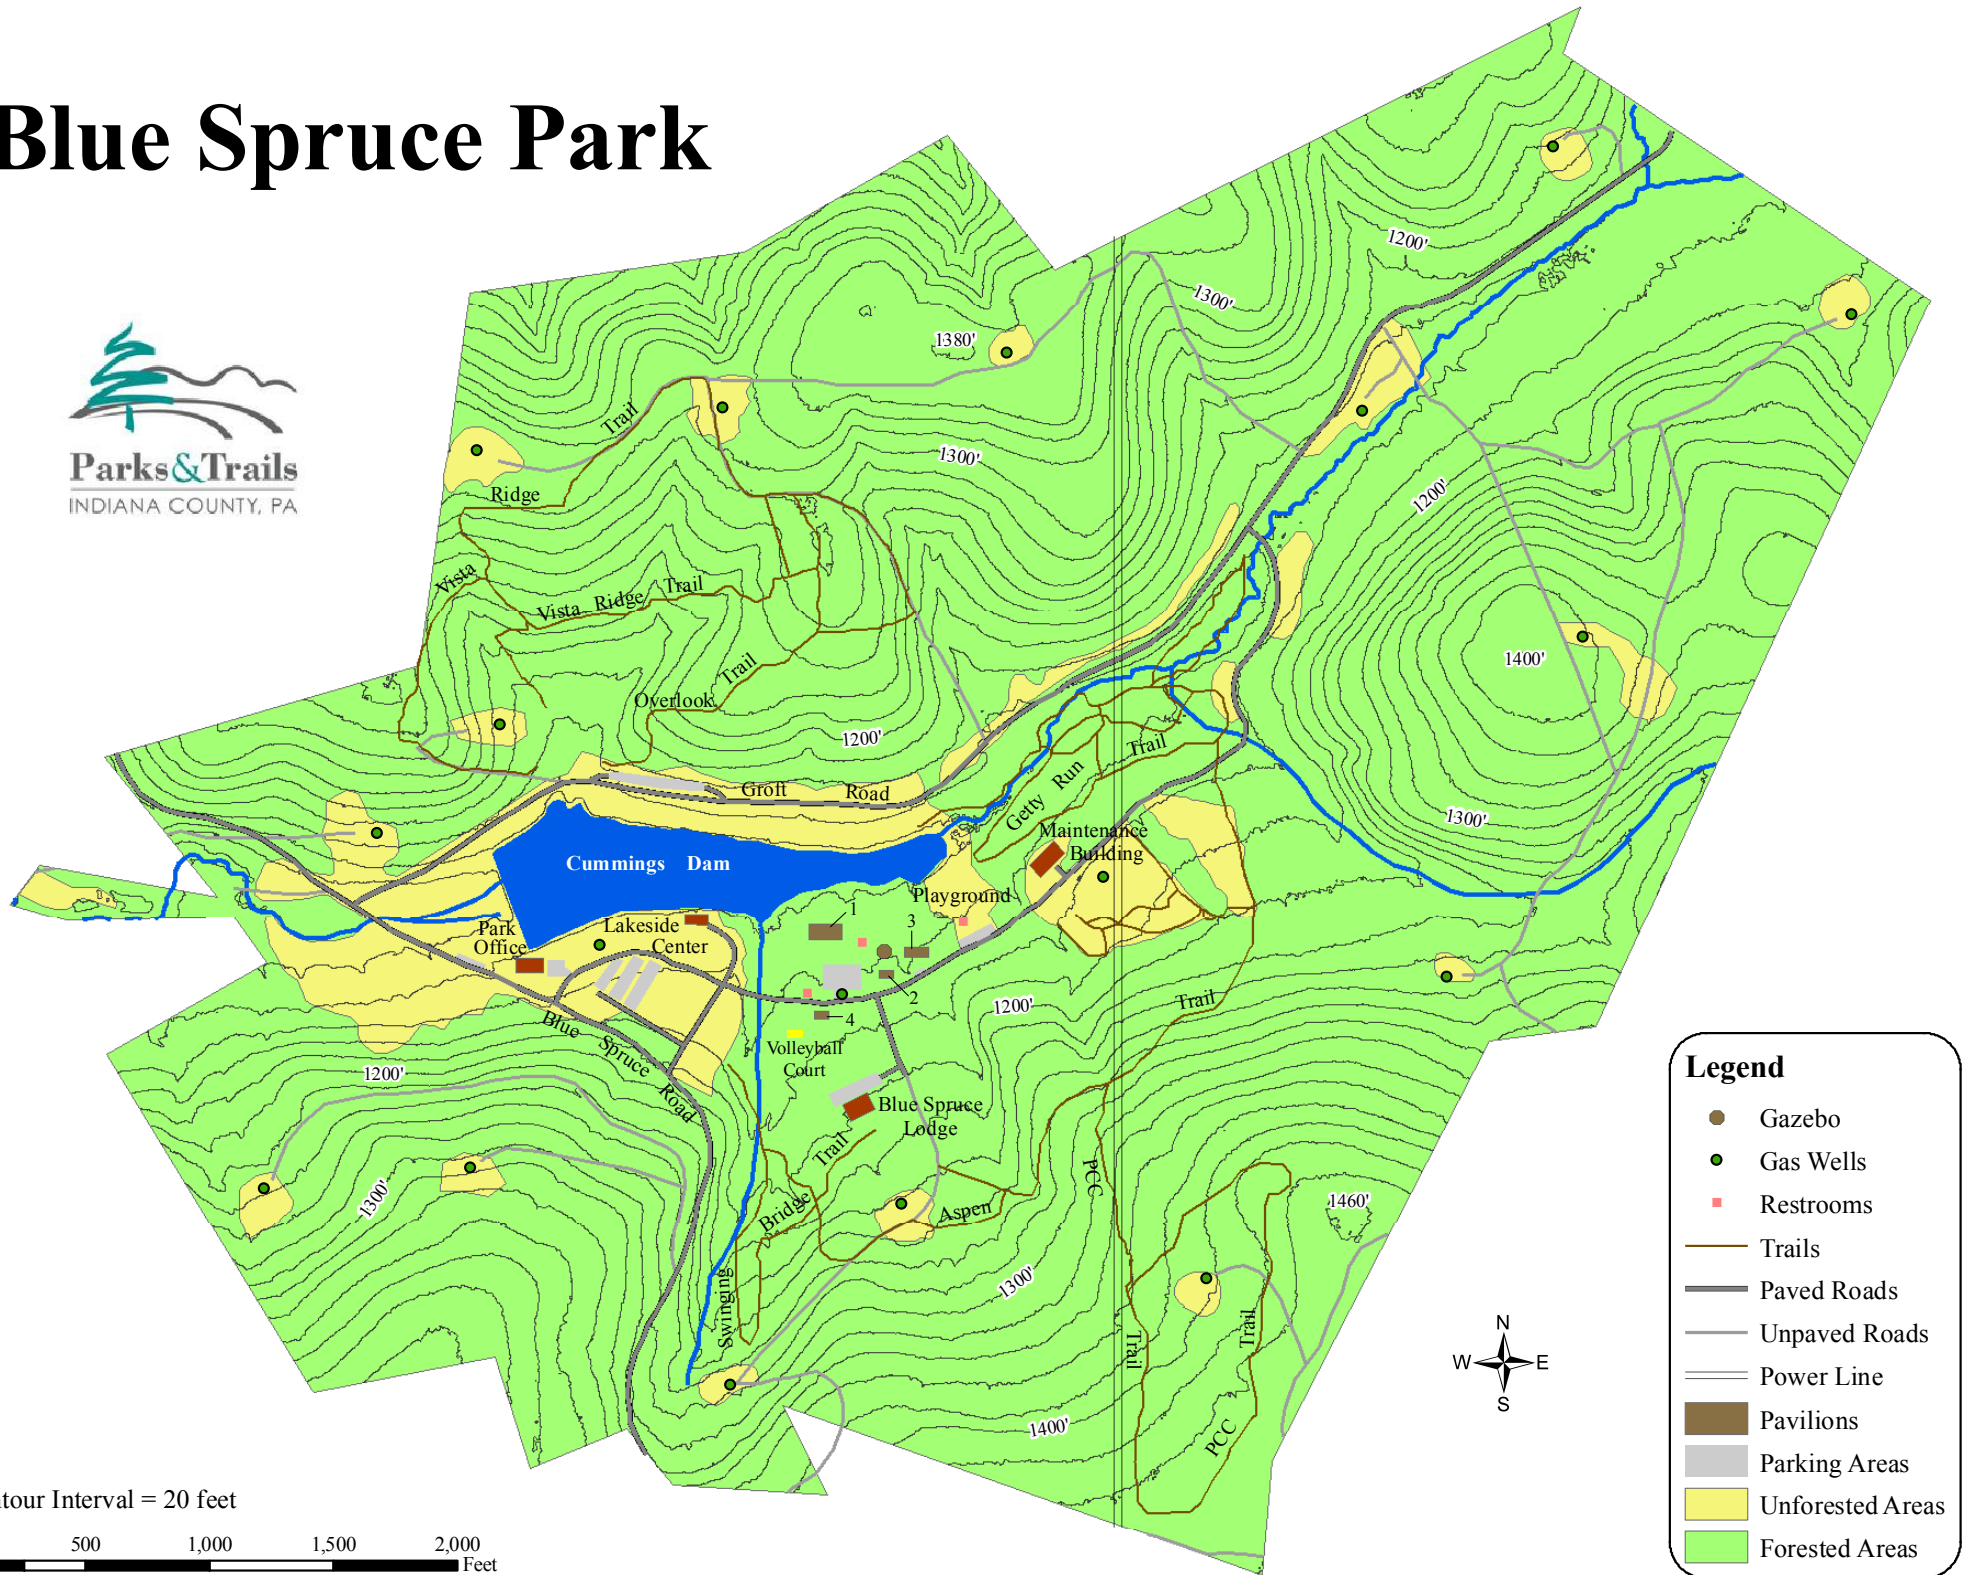 Blue Spruce Park
Parks&Trails
INDIANA COUNTY, PA
1200'
1300'
1380'
1300'
1200'
1400'
1300'
1200'
1200'
1200'
1300'
1300'
1460'
1400'
Ridge
Trail
Vista
Vista Ridge Trail
Overlook Trail
Groft Road
Getty Run Trail
Maintenance
Building
Cummings Dam
Playground
1
3
2
4
Park
Office
Lakeside
Center
Blue Spruce Road
Volleyball
Court
Blue Spruce
Lodge
Swinging Bridge Trail
Aspen
Trail
PCC
Trail
PCC
Trail
N
W
E
S
Legend
Gazebo
Gas Wells
Restrooms
Trails
Paved Roads
Unpaved Roads
Power Line
Pavilions
Parking Areas
Unforested Areas
Forested Areas
tour Interval = 20 feet
500 1,000 1,500 2,000
Feet